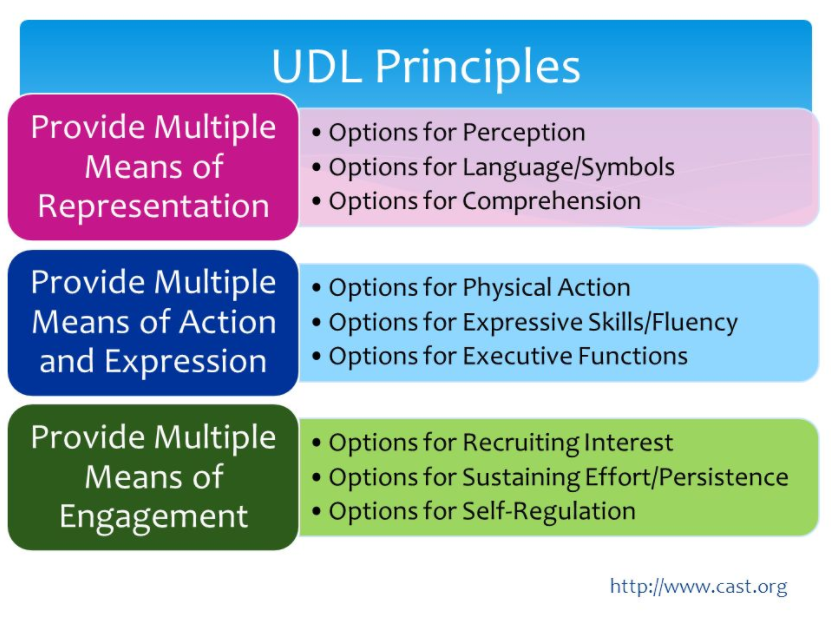 UDL Principles
Provide Multiple
Means of
Representation
• Options for Perception
• Options for Language/Symbols
• Options for Comprehension
Provide Multiple
Means of Action
and Expression
• Options for Physical Action
• Options for Expressive Skills/Fluency
• Options for Executive Functions
Provide Multiple
Means of
Engagement
• Options for Recruiting Interest
• Options for Sustaining Effort/Persistence
• Options for Self-Regulation
http://www.cast.org